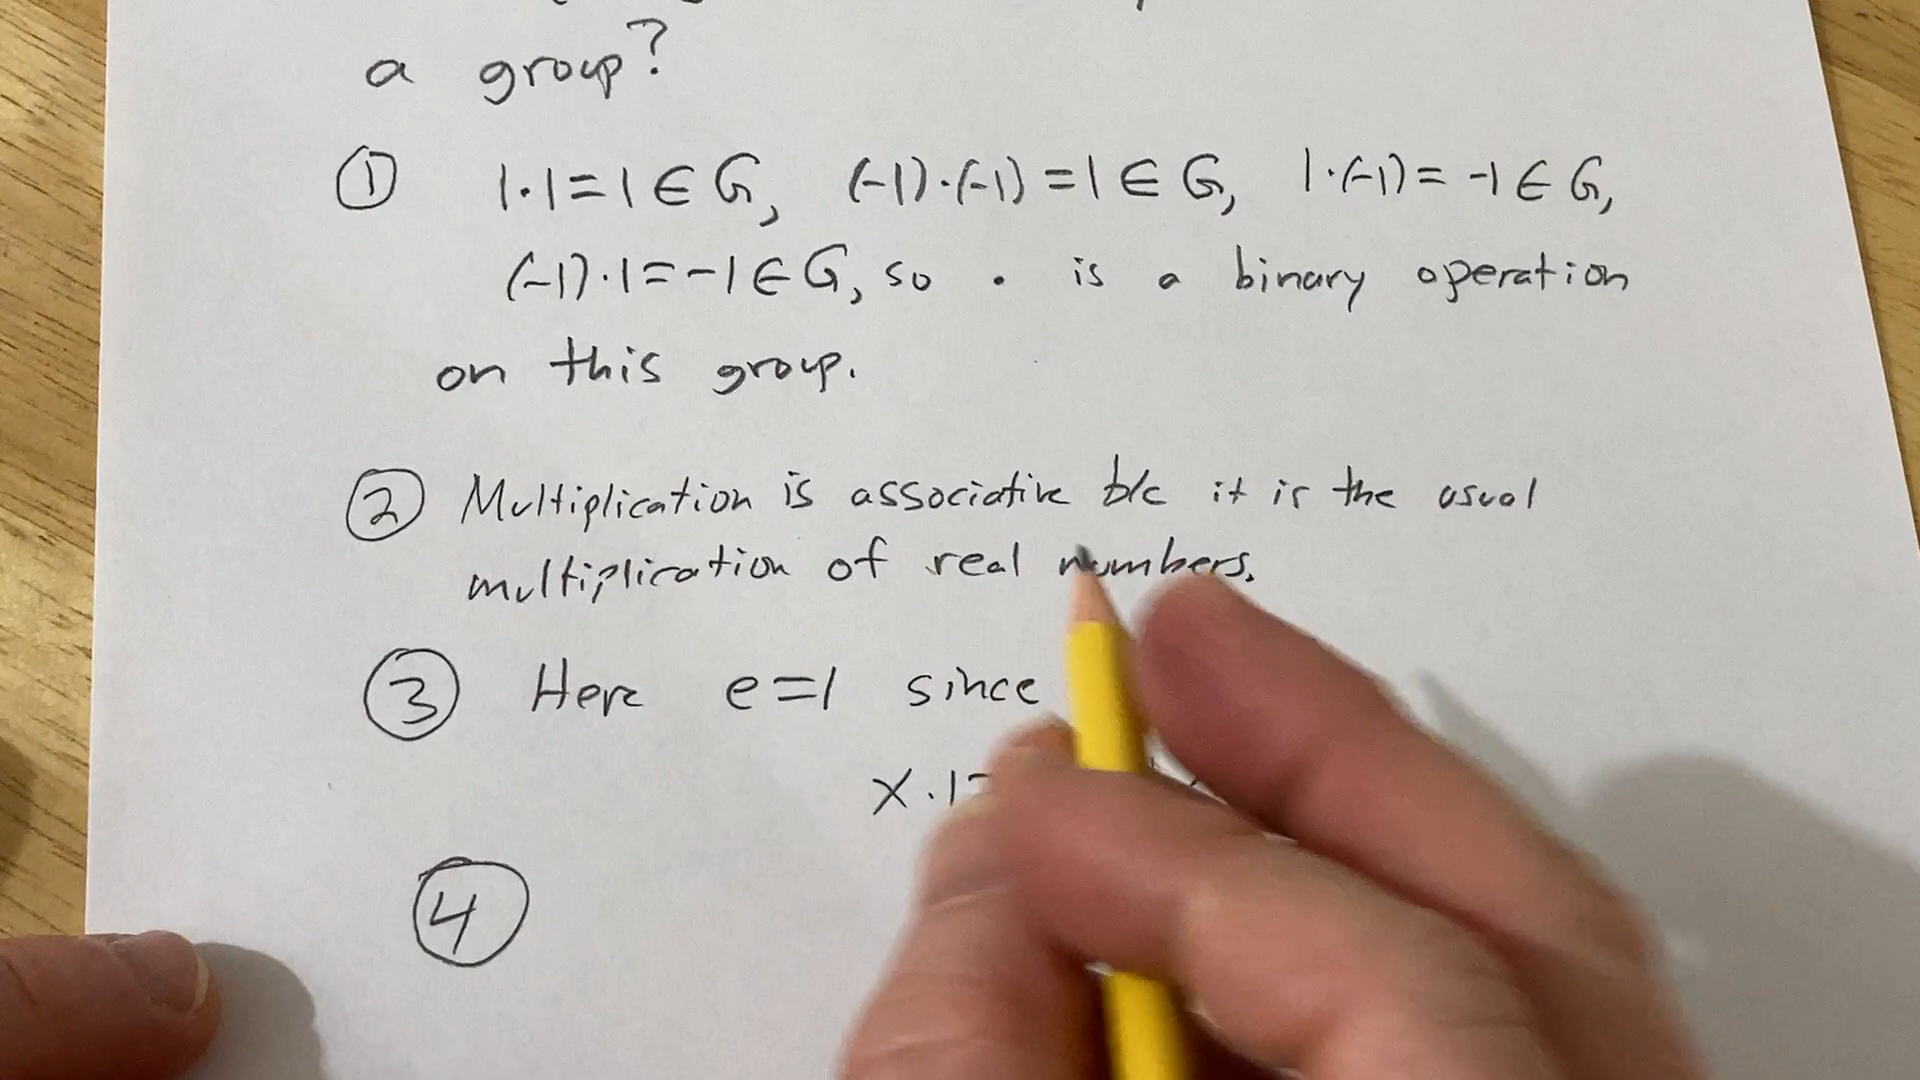 a group?
① 1·1=1∈G, (-1)·(-1)=1∈G, 1·(-1)=-1∈G,
(-1)·1=-1∈G, so · is a binary operation
on this group.
② Multiplication is associative b/c it is the usual
multiplication of real numbers.
③ Here e=1 since
x·1=
④